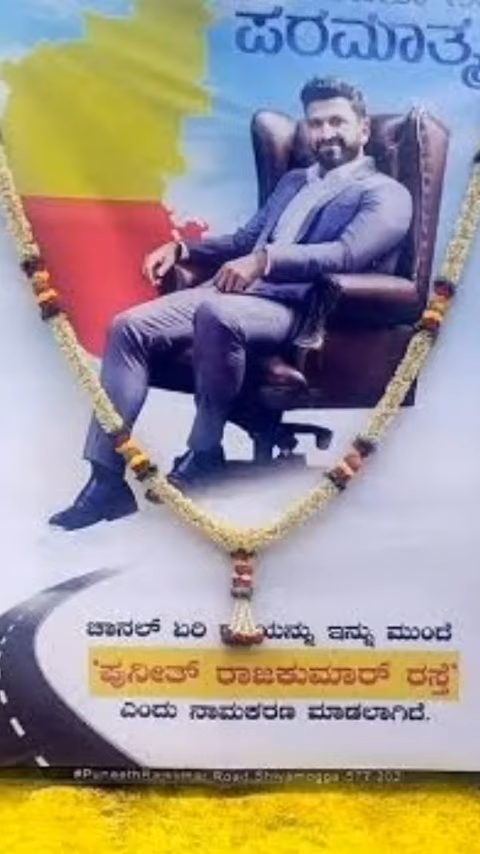 ಪರಮಾತ್ಮ
ಚಾನಲ್ ಏರಿ ಇನ್ನು ಮುಂದೆ
'ಪುನೀತ್ ರಾಜಕುಮಾರ್ ರಸ್ತೆ'
ಎಂದು ನಾಮಕರಣ ಮಾಡಲಾಗಿದೆ.
#PuneethRajkumar Road,Shivamogga-577 202